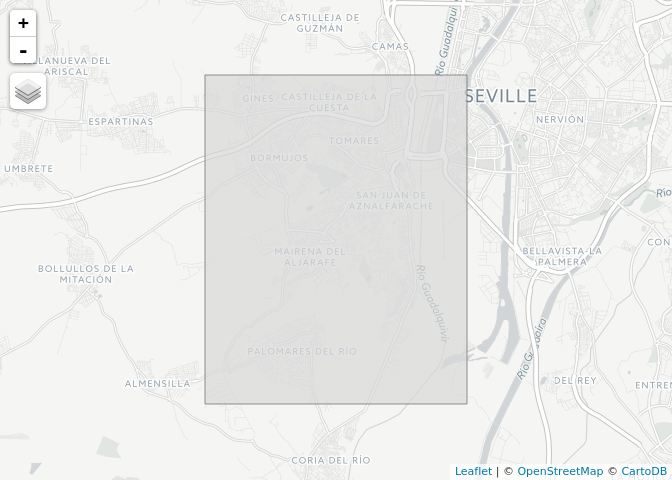 +
-
CASTILLEJA DE
GUZMÁN
CAMAS
Río Guadalquivir
VILLANUEVA DEL
ARISCAL
GINES
CASTILLEJA DE LA
CUESTA
SEVILLE
ESPARTINAS
NERVIÓN
TOMARES
BORMUJOS
UMBRETE
SAN JUAN DE
AZNALFARACHE
Río
CON
MAIRENA DEL
ALJARAFE
BELLAVISTA-LA
PALMERA
BOLLULLOS DE LA
MITACIÓN
Río Guadalquivir
Río Guadaíra
PALOMARES DEL RÍO
ALMENSILLA
DEL REY
ENTREN
CORIA DEL RÍO
Leaflet | © OpenStreetMap © CartoDB